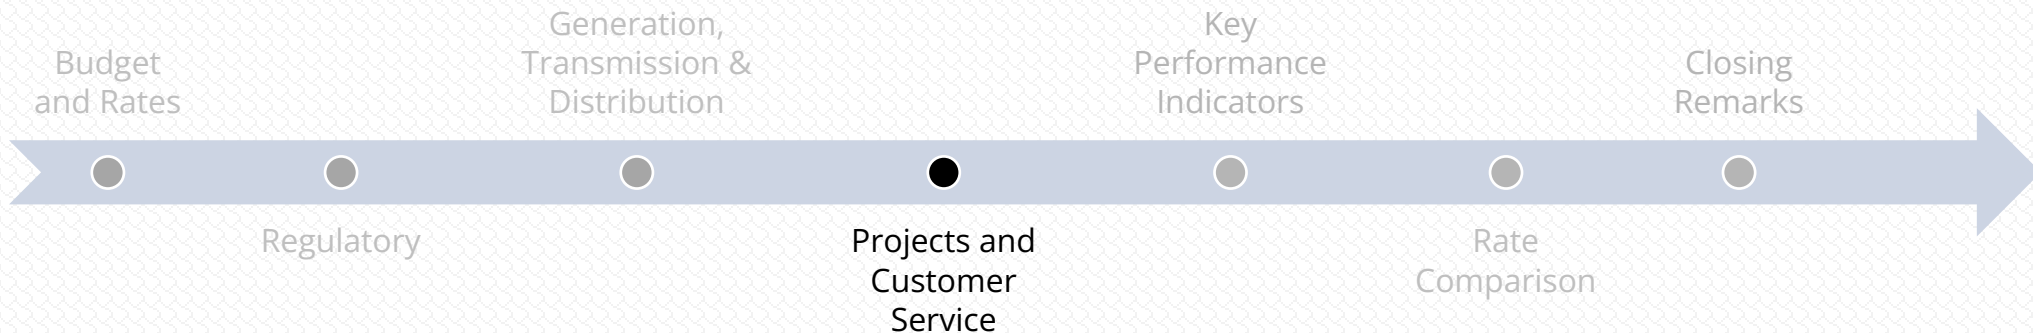 Budget
and Rates
Regulatory
Generation,
Transmission &
Distribution
Projects and
Customer
Service
Key
Performance
Indicators
Rate
Comparison
Closing
Remarks